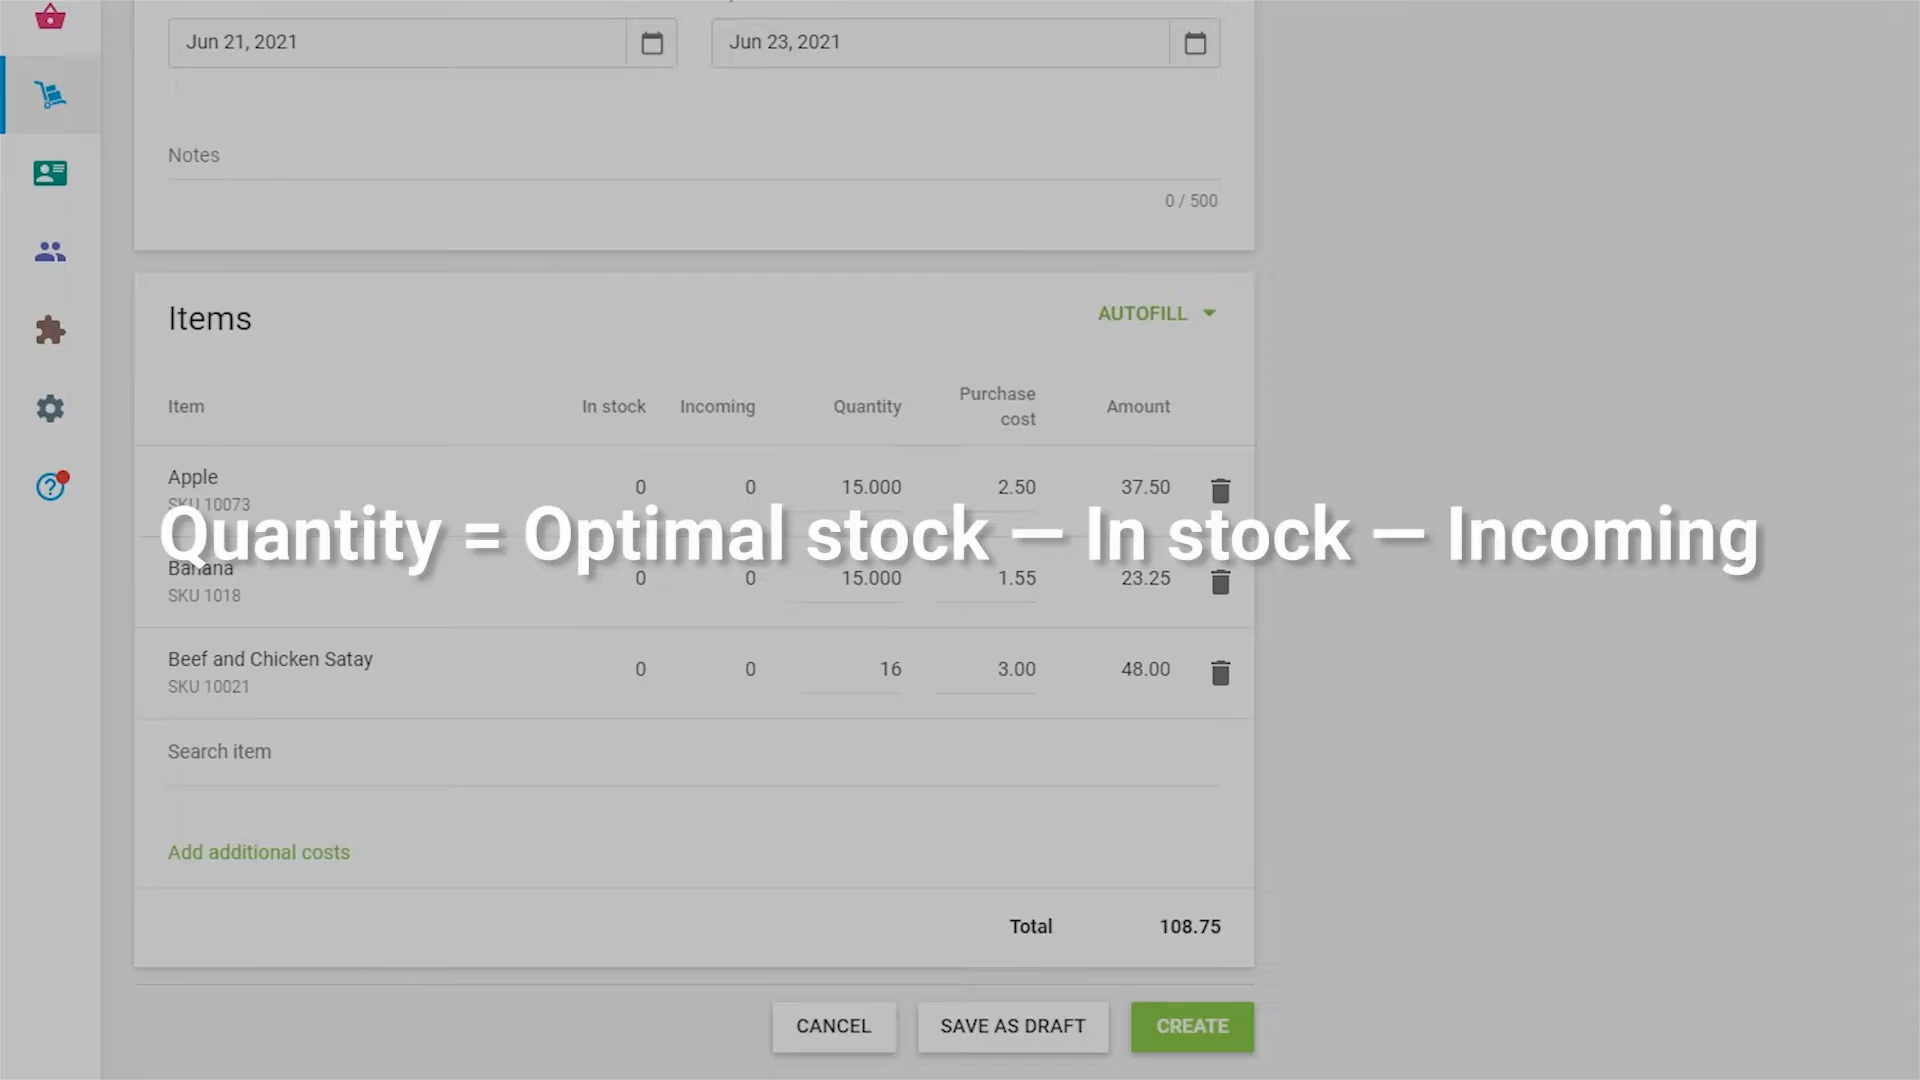 Jun 21, 2021
Jun 23, 2021
Notes
0 / 500
Items
AUTOFILL
Item In stock Incoming Quantity Purchase cost Amount
Apple 0 0 15.000 2.50 37.50
SKU 10073
Quantity = Optimal stock — In stock — Incoming
Banana 0 0 15.000 1.55 23.25
SKU 1018
Beef and Chicken Satay 0 0 16 3.00 48.00
SKU 10021
Search item
Add additional costs
Total 108.75
CANCEL SAVE AS DRAFT CREATE